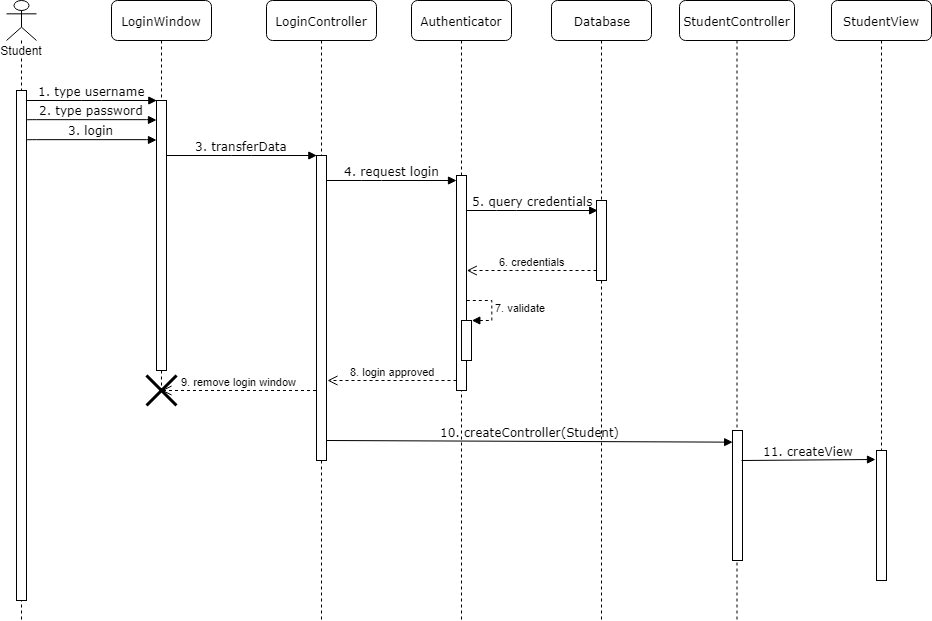 Student
LoginWindow
LoginController
Authenticator
Database
StudentController
StudentView
1. type username
2. type password
3. login
3. transferData
4. request login
5. query credentials
6. credentials
7. validate
8. login approved
9. remove login window
10. createController(Student)
11. createView